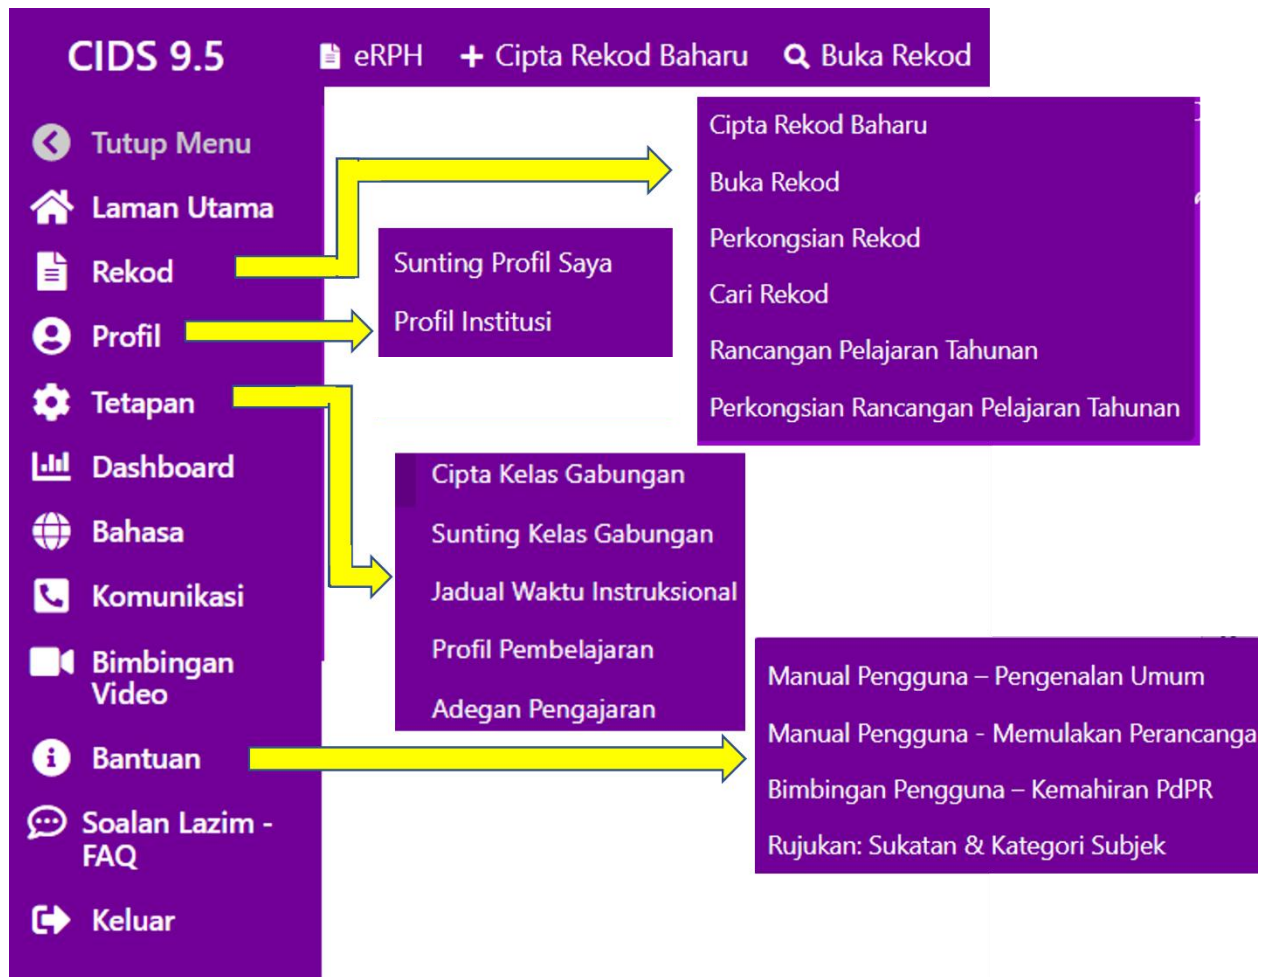 CIDS 9.5
eRPH
Cipta Rekod Baharu
Buka Rekod
Tutup Menu
Laman Utama
Rekod
Profil
Tetapan
Dashboard
Bahasa
Komunikasi
Bimbingan
Video
Bantuan
Soalan Lazim -
FAQ
Keluar
Cipta Rekod Baharu
Buka Rekod
Perkongsian Rekod
Cari Rekod
Rancangan Pelajaran Tahunan
Perkongsian Rancangan Pelajaran Tahunan
Sunting Profil Saya
Profil Institusi
Cipta Kelas Gabungan
Sunting Kelas Gabungan
Jadual Waktu Instruksional
Profil Pembelajaran
Adegan Pengajaran
Manual Pengguna – Pengenalan Umum
Manual Pengguna - Memulakan Perancanga
Bimbingan Pengguna – Kemahiran PdPR
Rujukan: Sukatan & Kategori Subjek